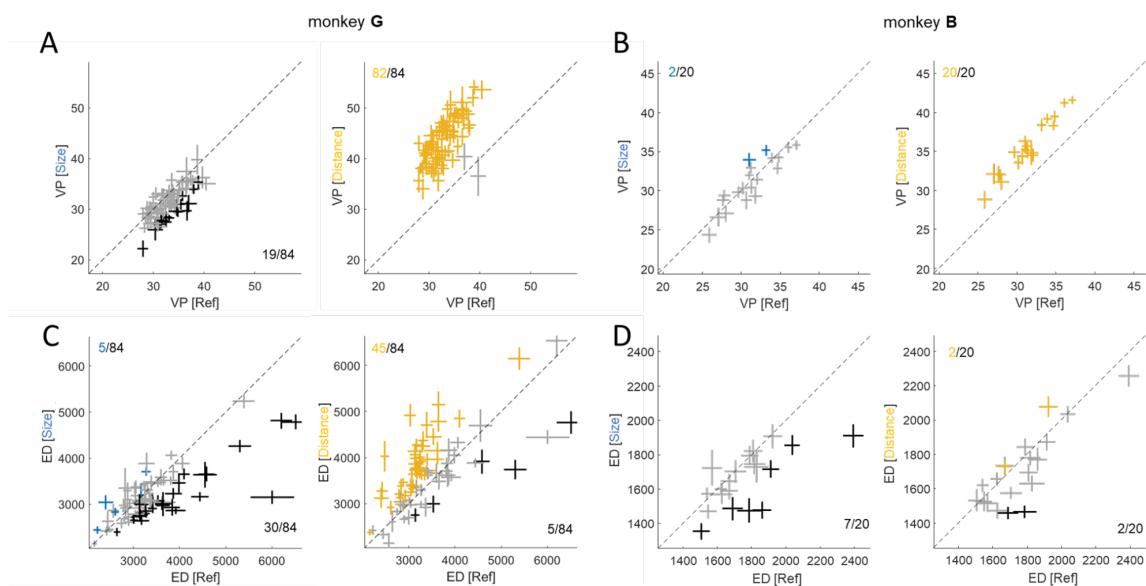 monkey G
monkey B
A
B
82/84
2/20
20/20
50
40
30
20
VP [Size]
19/84
20 30 40 50
VP [Ref]
50
40
30
20
VP [Distance]
20 30 40 50
VP [Ref]
45
40
35
30
25
20
VP [Size]
20 25 30 35 40 45
VP [Ref]
45
40
35
30
25
20
VP [Distance]
20 25 30 35 40 45
VP [Ref]
C
D
5/84
45/84
2/20
6000
5000
4000
3000
ED [Size]
30/84
3000 4000 5000 6000
ED [Ref]
6000
5000
4000
3000
ED [Distance]
5/84
3000 4000 5000 6000
ED [Ref]
2400
2200
2000
1800
1600
1400
ED [Size]
7/20
1400 1600 1800 2000 2200 2400
ED [Ref]
2400
2200
2000
1800
1600
1400
ED [Distance]
2/20
1400 1600 1800 2000 2200 2400
ED [Ref]